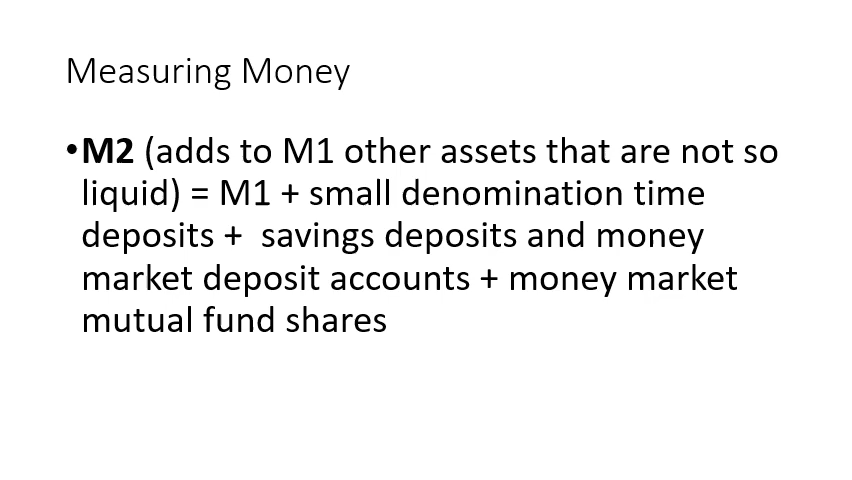 Measuring Money
•M2 (adds to M1 other assets that are not so
liquid) = M1 + small denomination time
deposits +  savings deposits and money
market deposit accounts + money market
mutual fund shares